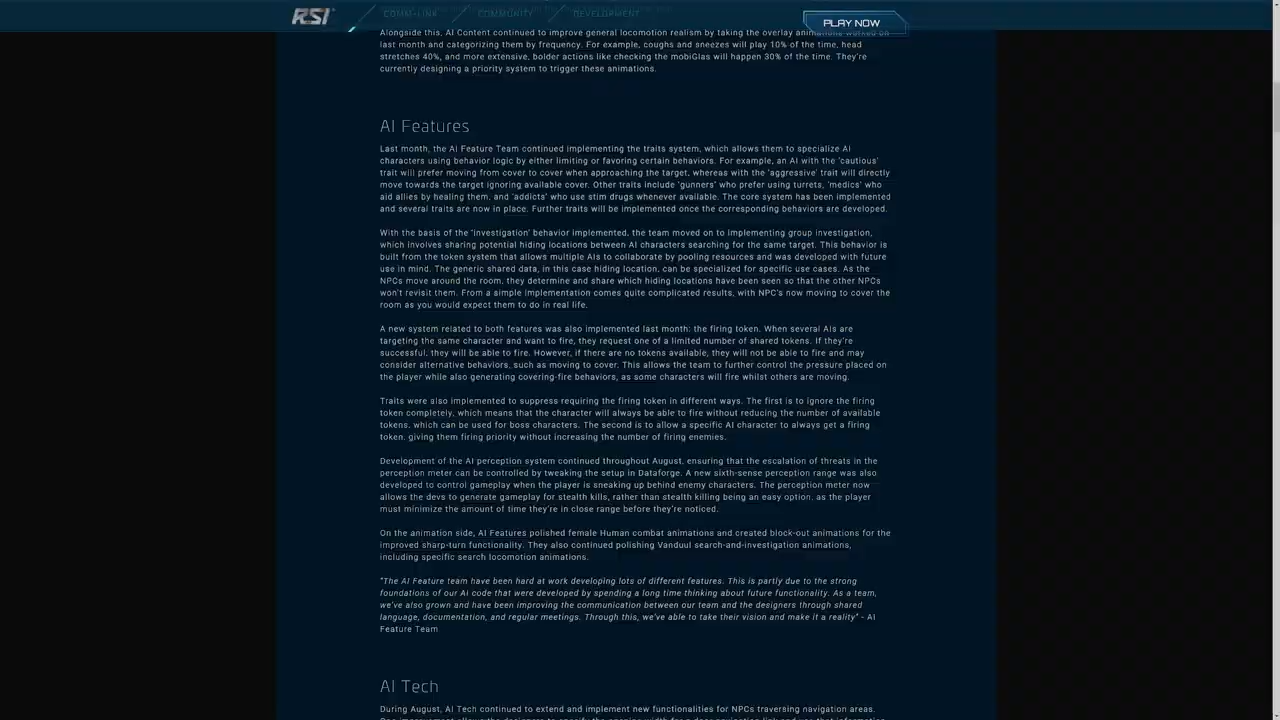 RSI
COMM-LINK
COMMUNITY
DEVELOPMENT
PLAY NOW
Alongside this, AI Content continued to improve general locomotion realism by taking the overlay animations worked on
last month and categorizing them by frequency. For example, coughs and sneezes will play 10% of the time, head
stretches 40%, and more extensive, bolder actions like checking the mobiGlas will happen 30% of the time. They're
currently designing a priority system to trigger these animations.
AI Features
Last month, the AI Feature Team continued implementing the traits system, which allows them to specialize AI
characters using behavior logic by either limiting or favoring certain behaviors. For example, an AI with the 'cautious'
trait will prefer moving from cover to cover when approaching the target, whereas with the 'aggressive' trait will directly
move towards the target ignoring available cover. Other traits include 'gunners' who prefer using turrets, 'medics' who
aid allies by healing them, and 'addicts' who use stim drugs whenever available. The core system has been implemented
and several traits are now in place. Further traits will be implemented once the corresponding behaviors are developed.
With the basis of the 'investigation' behavior implemented, the team moved on to implementing group investigation,
which involves sharing potential hiding locations between AI characters searching for the same target. This behavior is
built from the token system that allows multiple AIs to collaborate by pooling resources and was developed with future
use in mind. The generic shared data, in this case hiding location, can be specialized for specific use cases. As the
NPCs move around the room, they determine and share which hiding locations have been seen so that the other NPCs
won't revisit them. From a simple implementation comes quite complicated results, with NPC's now moving to cover the
room as you would expect them to do in real life.
A new system related to both features was also implemented last month: the firing token. When several AIs are
targeting the same character and want to fire, they request one of a limited number of shared tokens. If they're
successful, they will be able to fire. However, if there are no tokens available, they will not be able to fire and may
consider alternative behaviors, such as moving to cover. This allows the team to further control the pressure placed on
the player while also generating covering-fire behaviors, as some characters will fire whilst others are moving.
Traits were also implemented to suppress requiring the firing token in different ways. The first is to ignore the firing
token completely, which means that the character will always be able to fire without reducing the number of available
tokens, which can be used for boss characters. The second is to allow a specific AI character to always get a firing
token, giving them firing priority without increasing the number of firing enemies.
Development of the AI perception system continued throughout August, ensuring that the escalation of threats in the
perception meter can be controlled by tweaking the setup in Dataforge. A new sixth-sense perception range was also
developed to control gameplay when the player is sneaking up behind enemy characters. The perception meter now
allows the devs to generate gameplay for stealth kills, rather than stealth killing being an easy option, as the player
must minimize the amount of time they're in close range before they're noticed.
On the animation side, AI Features polished female Human combat animations and created block-out animations for the
improved sharp-turn functionality. They also continued polishing Vanduul search-and-investigation animations,
including specific search locomotion animations.
"The AI Feature team have been hard at work developing lots of different features. This is partly due to the strong
foundations of our AI code that were developed by spending a long time thinking about future functionality. As a team,
we've also grown and have been improving the communication between our team and the designers through shared
language, documentation, and regular meetings. Through this, we've able to take their vision and make it a reality" - AI
Feature Team
AI Tech
During August, AI Tech continued to extend and implement new functionalities for NPCs traversing navigation areas.